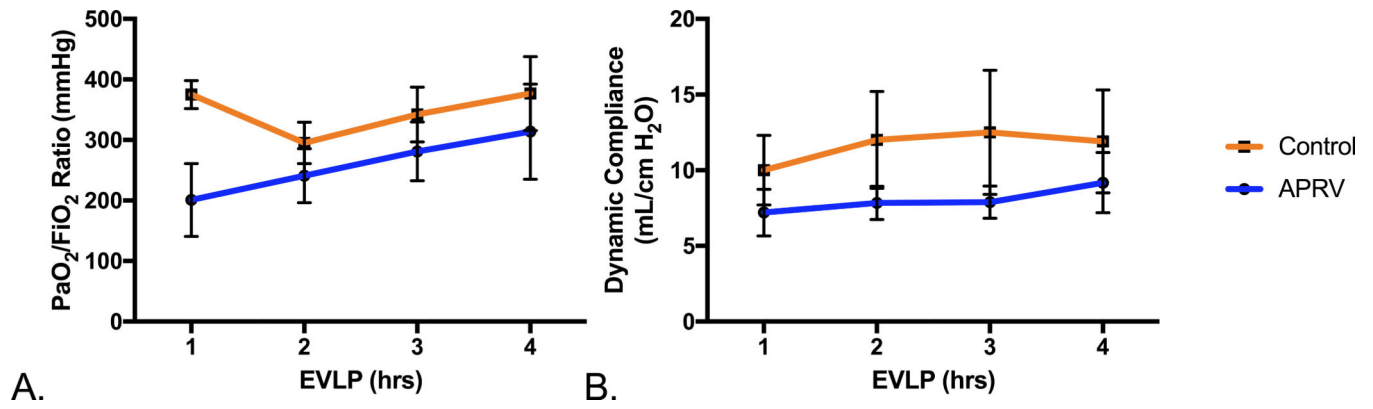 PaO2/FiO2 Ratio (mmHg)
500
400
300
200
100
0
1 2 3 4
EVLP (hrs)
A.
Dynamic Compliance
(mL/cm H2O)
20
15
10
5
0
1 2 3 4
EVLP (hrs)
B.
Control
APRV